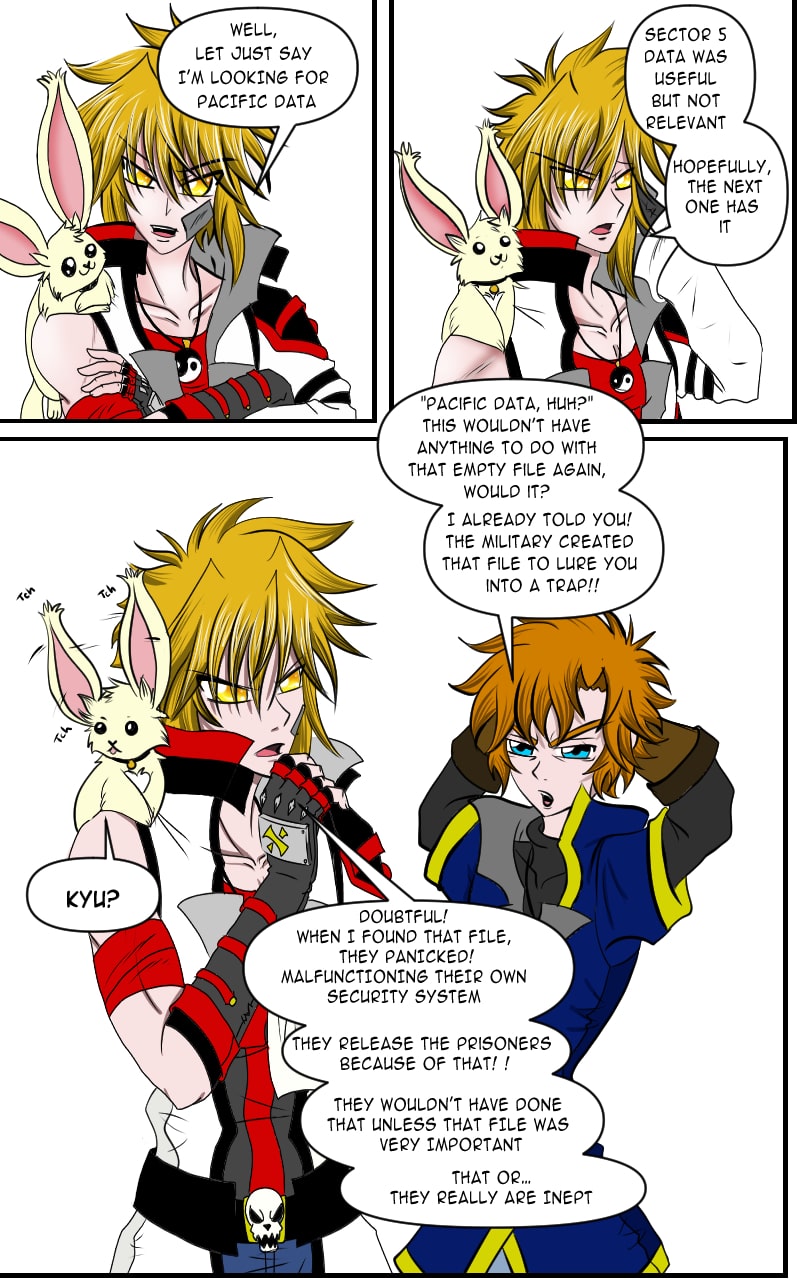 WELL,
LET JUST SAY
I'M LOOKING FOR
PACIFIC DATA
SECTOR 5
DATA WAS
USEFUL
BUT NOT
RELEVANT
HOPEFULLY,
THE NEXT
ONE HAS
IT
"PACIFIC DATA, HUH?"
THIS WOULDN'T HAVE
ANYTHING TO DO WITH
THAT EMPTY FILE AGAIN,
WOULD IT?
I ALREADY TOLD YOU!
THE MILITARY CREATED
THAT FILE TO LURE YOU
INTO A TRAP!!
Tch
Tch
Tch
KYU?
DOUBTFUL!
WHEN I FOUND THAT FILE,
THEY PANICKED!
MALFUNCTIONING THEIR OWN
SECURITY SYSTEM
THEY RELEASE THE PRISONERS
BECAUSE OF THAT! !
THEY WOULDN'T HAVE DONE
THAT UNLESS THAT FILE WAS
VERY IMPORTANT
THAT OR...
THEY REALLY ARE INEPT